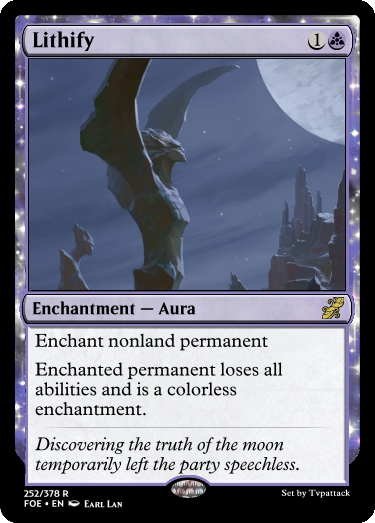 Lithify
1
Enchantment — Aura
Enchant nonland permanent
Enchanted permanent loses all
abilities and is a colorless
enchantment.
Discovering the truth of the moon
temporarily left the party speechless.
252/378 R
FOE • EN Earl Lan
Set by Tvpattack